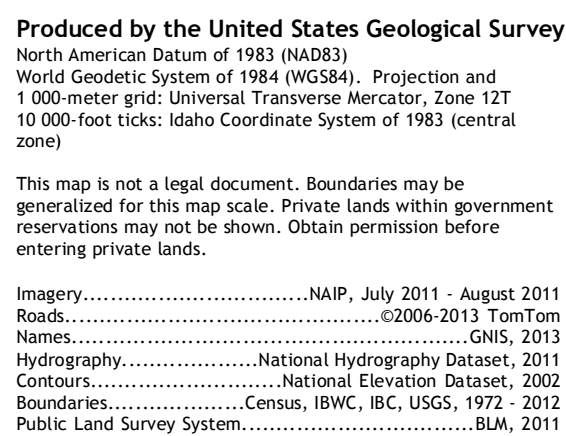 Produced by the United States Geological Survey
North American Datum of 1983 (NAD83)
World Geodetic System of 1984 (WGS84).  Projection and
1 000-meter grid: Universal Transverse Mercator, Zone 12T
10 000-foot ticks: Idaho Coordinate System of 1983 (central
zone)
This map is not a legal document. Boundaries may be
generalized for this map scale. Private lands within government
reservations may not be shown. Obtain permission before
entering private lands.
Imagery.................................NAIP, July 2011 - August 2011
Roads..............................................©2006-2013 TomTom
Names..........................................................GNIS, 2013
Hydrography....................National Hydrography Dataset, 2011
Contours............................National Elevation Dataset, 2002
Boundaries....................Census, IBWC, IBC, USGS, 1972 - 2012
Public Land Survey System..................................BLM, 2011